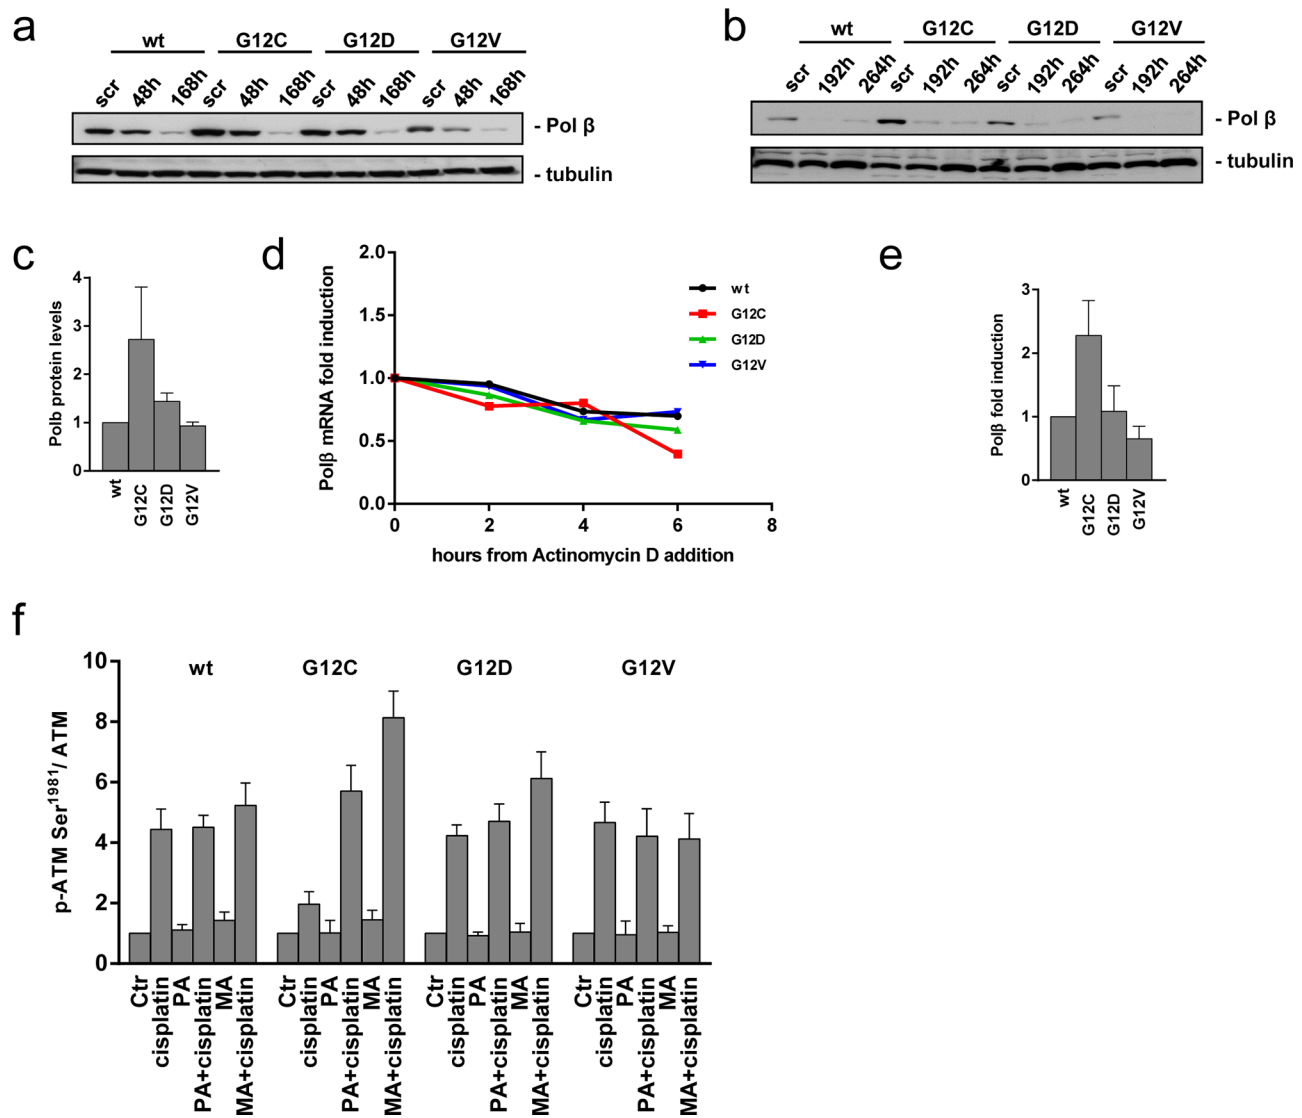 a
wt G12C G12D G12V
scr 48h 168h scr 48h 168h scr 48h 168h scr 48h 168h
- Pol β
- tubulin
b
wt G12C G12D G12V
scr 192h 264h scr 192h 264h scr 192h 264h scr 192h 264h
- Pol β
- tubulin
c
Polb protein levels
4
3
2
1
0
wt G12C G12D G12V
d
Polβ mRNA fold induction
2.0
1.5
1.0
0.5
0.0
0 2 4 6 8
hours from Actinomycin D addition
wt
G12C
G12D
G12V
e
Polβ fold induction
3
2
1
0
wt G12C G12D G12V
f
p-ATM Ser1981/ ATM
10
8
6
4
2
0
wt G12C G12D G12V
Ctr cisplatin PA PA+cisplatin MA MA+cisplatin Ctr cisplatin PA PA+cisplatin MA MA+cisplatin Ctr cisplatin PA PA+cisplatin MA MA+cisplatin Ctr cisplatin PA PA+cisplatin MA MA+cisplatin